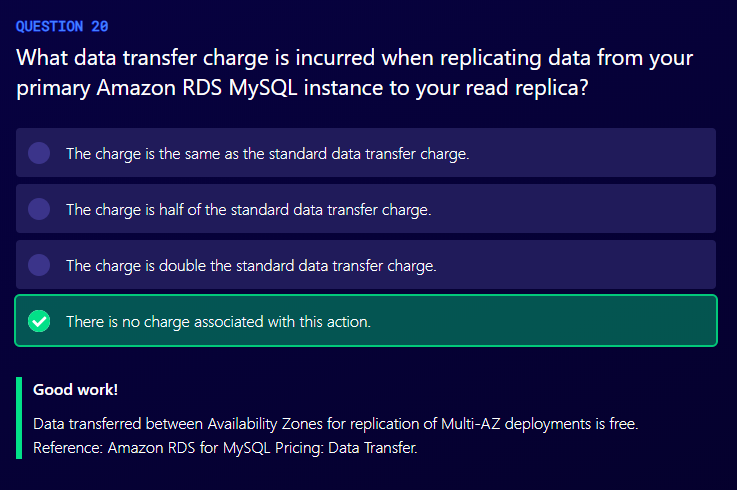 QUESTION 20
What data transfer charge is incurred when replicating data from your
primary Amazon RDS MySQL instance to your read replica?
The charge is the same as the standard data transfer charge.
The charge is half of the standard data transfer charge.
The charge is double the standard data transfer charge.
There is no charge associated with this action.
Good work!
Data transferred between Availability Zones for replication of Multi-AZ deployments is free.
Reference: Amazon RDS for MySQL Pricing: Data Transfer.